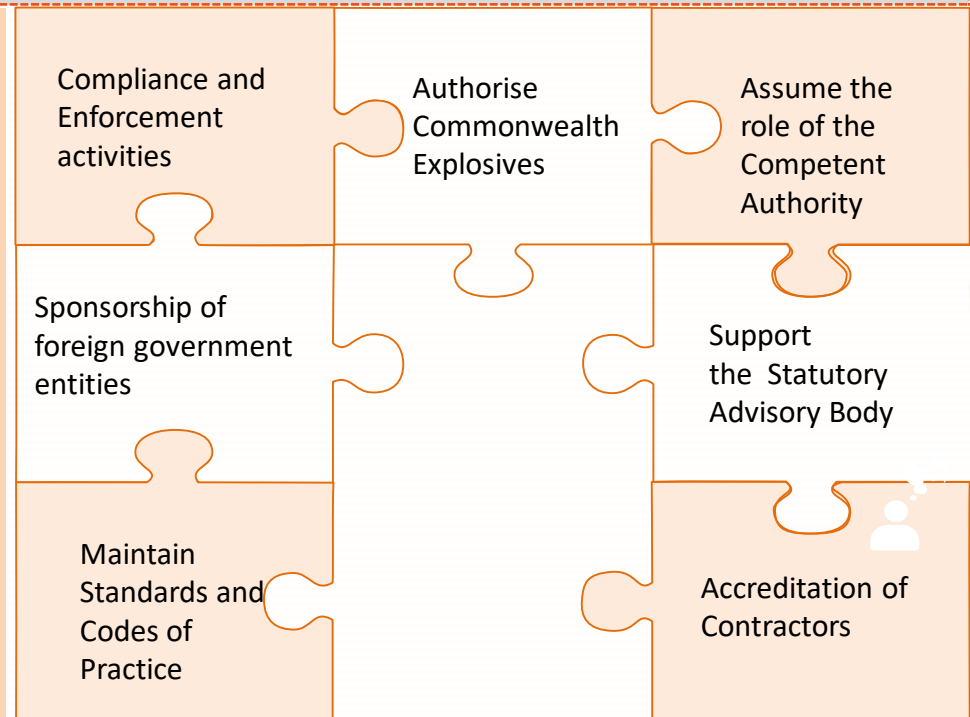 Compliance and
Enforcement
activities
Authorise
Commonwealth
Explosives
Assume the
role of the
Competent
Authority
Sponsorship of
foreign government
entities
Support
the Statutory
Advisory Body
Maintain
Standards and
Codes of
Practice
Accreditation of
Contractors